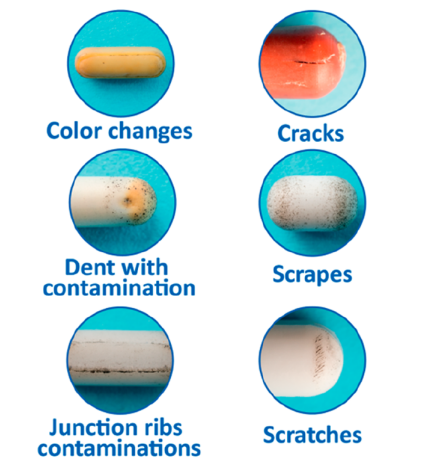 Color changes
Cracks
Dent with
contamination
Scrapes
Junction ribs
contaminations
Scratches